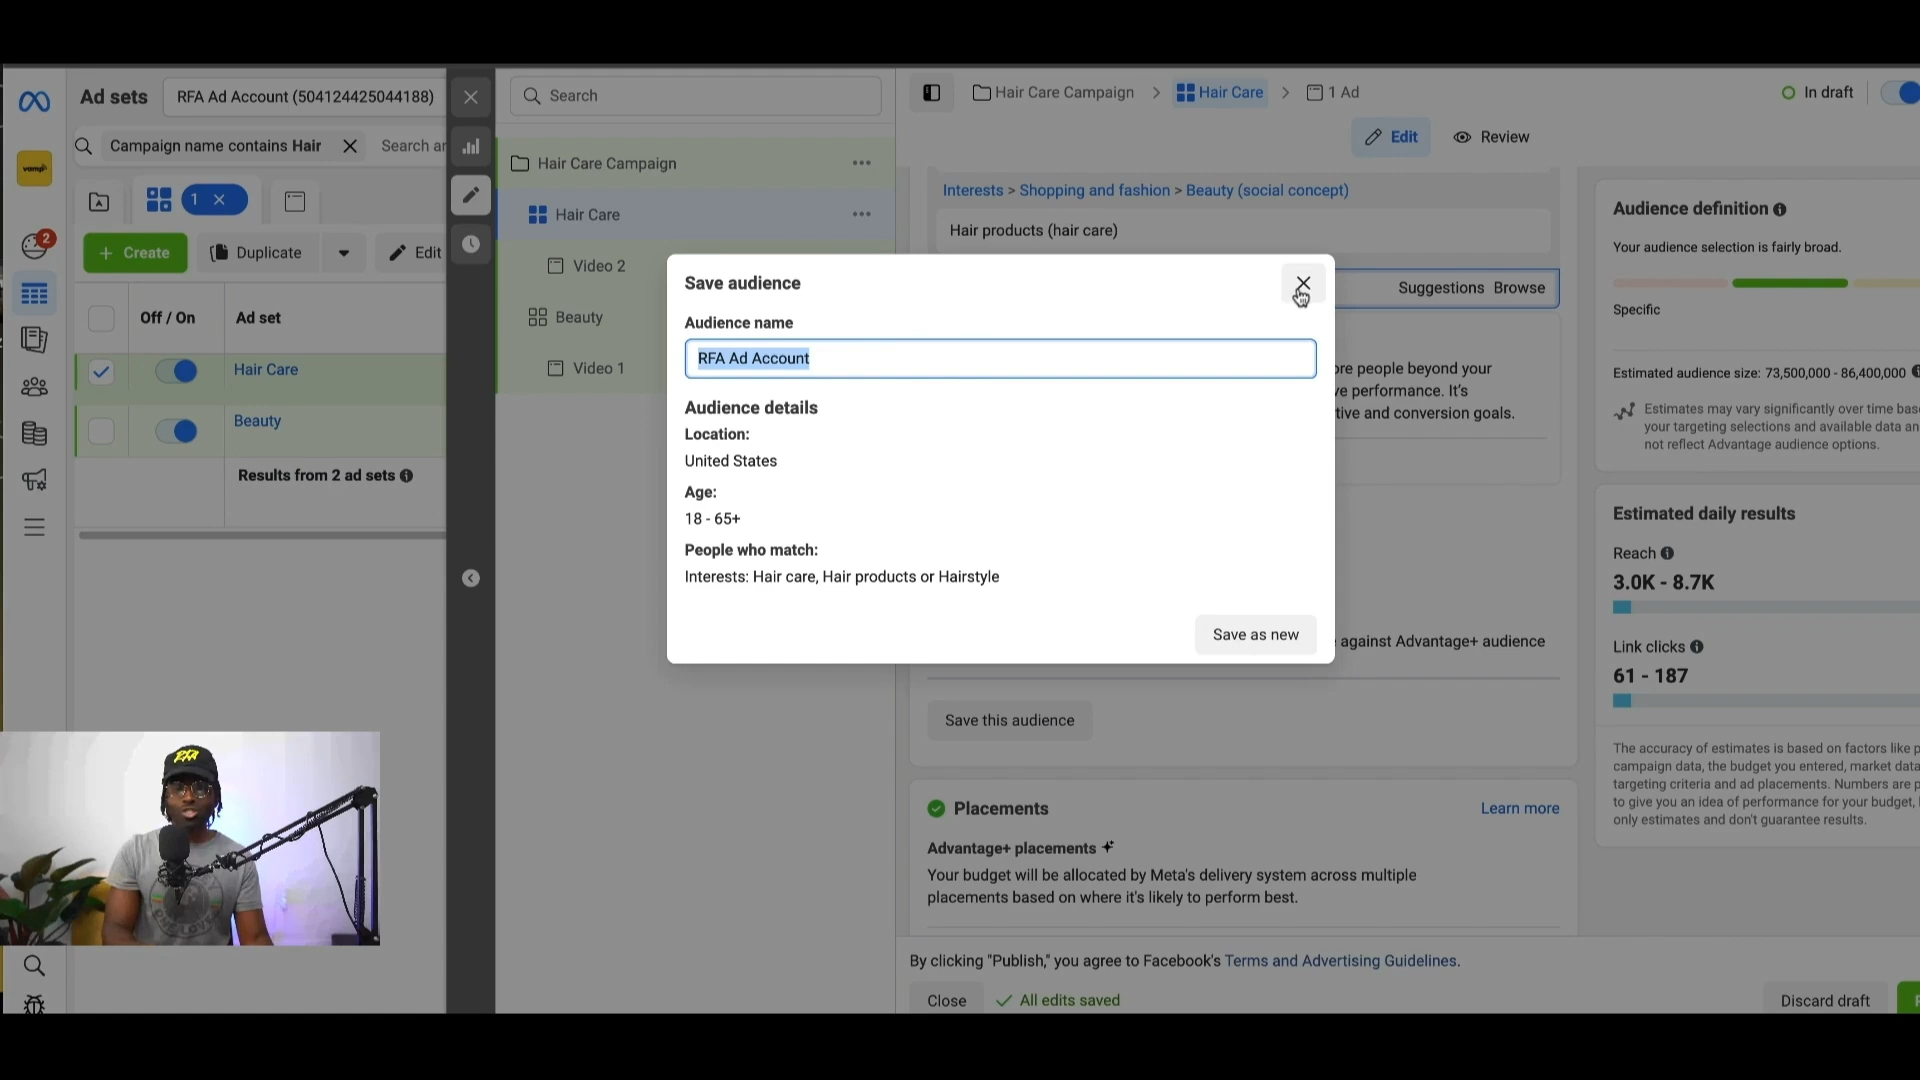 Ad sets
RFA Ad Account (504124425044188)
Campaign name contains Hair
Search ar
vamp
1
2
Create
Duplicate
Edit
Off / On
Ad set
Hair Care
Beauty
Results from 2 ad sets
Search
Hair Care Campaign
Hair Care
Video 2
Beauty
Video 1
Hair Care Campaign
Hair Care
1 Ad
In draft
Edit
Review
Interests > Shopping and fashion > Beauty (social concept)
Hair products (hair care)
Suggestions Browse
ore people beyond your
ve performance. It's
tive and conversion goals.
against Advantage+ audience
Save audience
Audience name
RFA Ad Account
Audience details
Location:
United States
Age:
18 - 65+
People who match:
Interests: Hair care, Hair products or Hairstyle
Save as new
Save this audience
Placements
Learn more
Advantage+ placements
Your budget will be allocated by Meta's delivery system across multiple
placements based on where it's likely to perform best.
By clicking "Publish," you agree to Facebook's Terms and Advertising Guidelines.
Close
All edits saved
Discard draft
Audience definition
Your audience selection is fairly broad.
Specific
Estimated audience size: 73,500,000 - 86,400,000
Estimates may vary significantly over time base
your targeting selections and available data an
not reflect Advantage audience options.
Estimated daily results
Reach
3.0K - 8.7K
Link clicks
61 - 187
The accuracy of estimates is based on factors like p
campaign data, the budget you entered, market data
targeting criteria and ad placements. Numbers are p
to give you an idea of performance for your budget,
only estimates and don't guarantee results.
RFA